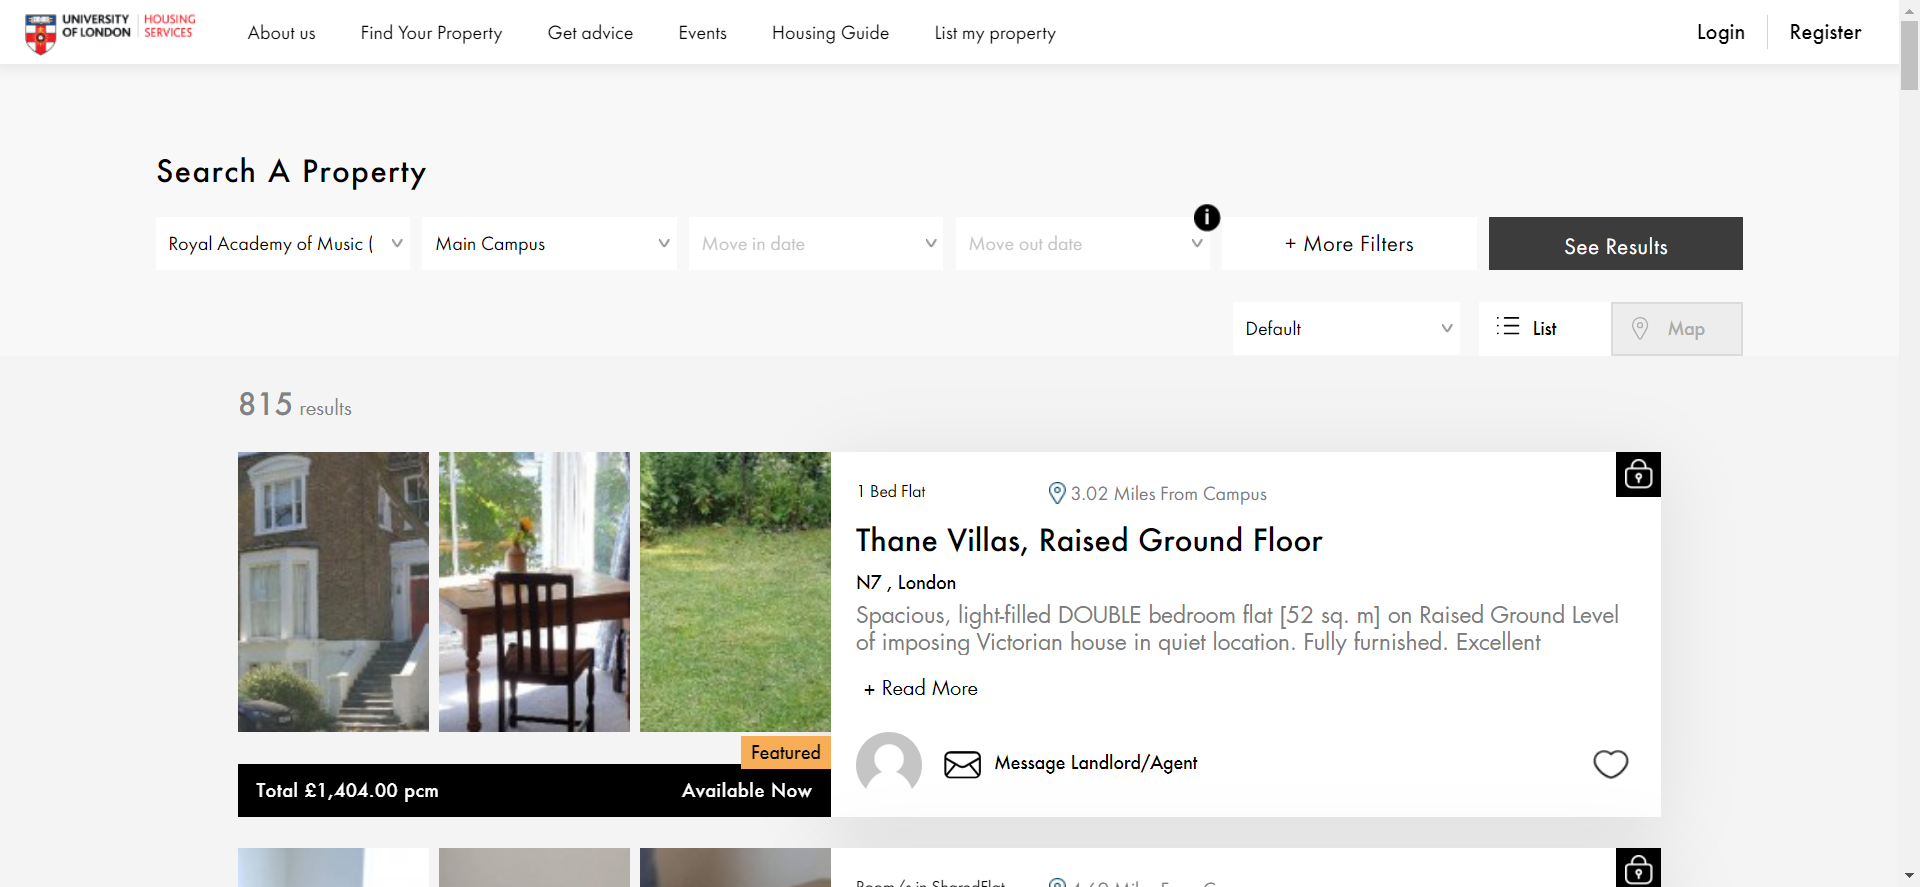 UNIVERSITY OF LONDON
HOUSING SERVICES
About us
Find Your Property
Get advice
Events
Housing Guide
List my property
Login
Register
Search A Property
Royal Academy of Music (
Main Campus
Move in date
Move out date
i
+ More Filters
See Results
Default
List
Map
815 results
1 Bed Flat
3.02 Miles From Campus
Thane Villas, Raised Ground Floor
N7 , London
Spacious, light-filled DOUBLE bedroom flat [52 sq. m] on Raised Ground Level
of imposing Victorian house in quiet location. Fully furnished. Excellent
+ Read More
Featured
Message Landlord/Agent
Total £1,404.00 pcm
Available Now
Room/s in SharedFlat